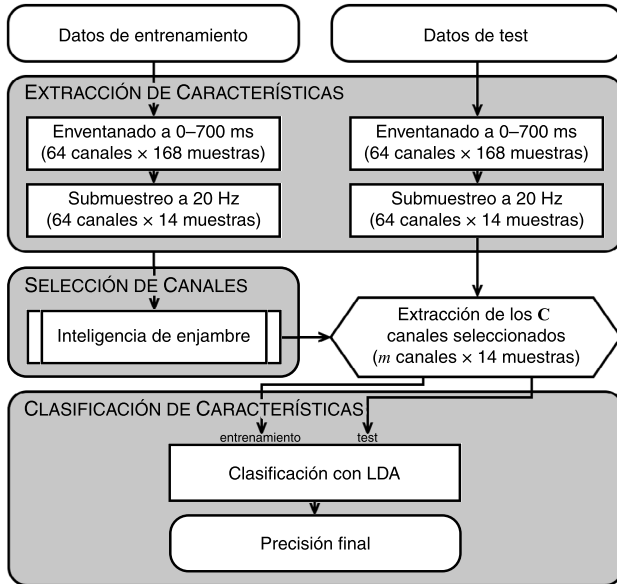 Datos de entrenamiento
Datos de test
EXTRACCIÓN DE CARACTERÍSTICAS
Enventanado a 0–700 ms
(64 canales × 168 muestras)
Enventanado a 0–700 ms
(64 canales × 168 muestras)
Submuestreo a 20 Hz
(64 canales × 14 muestras)
Submuestreo a 20 Hz
(64 canales × 14 muestras)
SELECCIÓN DE CANALES
Inteligencia de enjambre
Extracción de los C
canales seleccionados
(m canales × 14 muestras)
CLASIFICACIÓN DE CARACTERÍSTICAS
entrenamiento
test
Clasificación con LDA
Precisión final